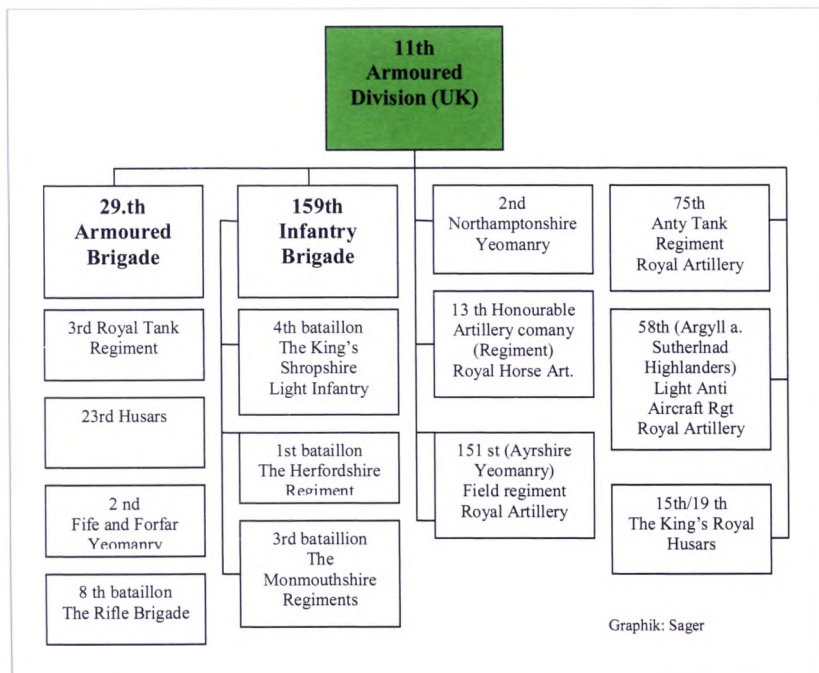 11th
Armoured
Division (UK)
29.th
Armoured
Brigade
3rd Royal Tank
Regiment
23rd Husars
2 nd
Fife and Forfar
Yeomanry
8 th bataillon
The Rifle Brigade
159th
Infantry
Brigade
4th bataillon
The King's
Shropshire
Light Infantry
1st bataillon
The Herfordshire
Regiment
3rd bataillion
The
Monmouthshire
Regiments
2nd
Northamptonshire
Yeomanry
13 th Honourable
Artillery comany
(Regiment)
Royal Horse Art.
151 st (Ayrshire
Yeomanry)
Field regiment
Royal Artillery
75th
Anty Tank
Regiment
Royal Artillery
58th (Argyll a.
Sutherlnad
Highlanders)
Light Anti
Aircraft Rgt
Royal Artillery
15th/19 th
The King's Royal
Husars
Graphik: Sager